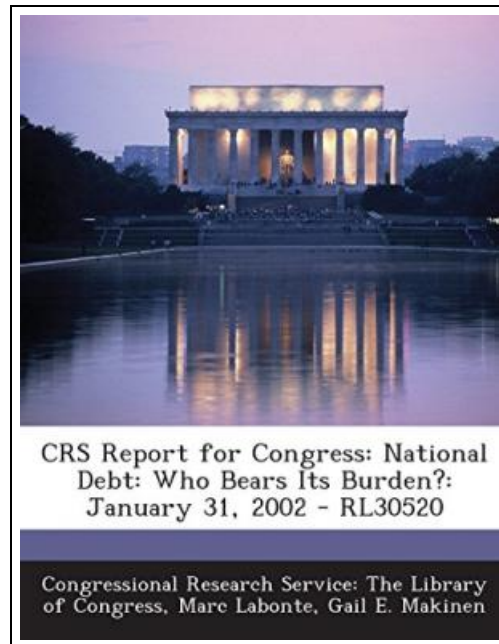 CRS Report for Congress: National
Debt: Who Bears Its Burden?:
January 31, 2002 - RL30520
Congressional Research Service: The Library
of Congress, Marc Labonte, Gail E. Makinen